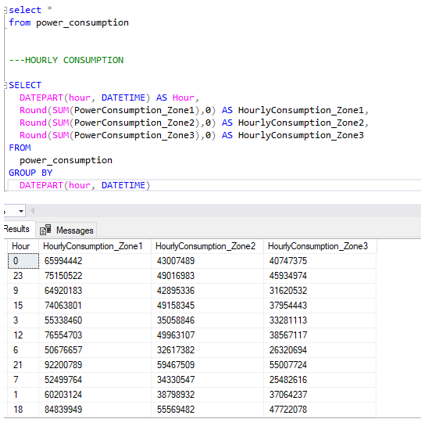 select *
from power_consumption
---HOURLY CONSUMPTION
SELECT
DATEPART(hour, DATETIME) AS Hour,
Round(SUM(PowerConsumption_Zone1),0) AS HourlyConsumption_Zone1,
Round(SUM(PowerConsumption_Zone2),0) AS HourlyConsumption_Zone2,
Round(SUM(PowerConsumption_Zone3),0) AS HourlyConsumption_Zone3
FROM
power_consumption
GROUP BY
DATEPART(hour, DATETIME)
Results Messages
Hour HourlyConsumption_Zone1 HourlyConsumption_Zone2 HourlyConsumption_Zone3
0 65994442 43007489 40747375
23 75150522 49016983 45934974
9 64920183 42895336 31620532
15 74063801 49158345 37954443
3 55338460 35058846 33281113
12 76554703 49963107 38567117
6 50676657 32617382 26320694
21 92200789 59467509 55007724
7 52499764 34330547 25482616
1 60203124 38798932 37064237
18 84839949 55569482 47722078